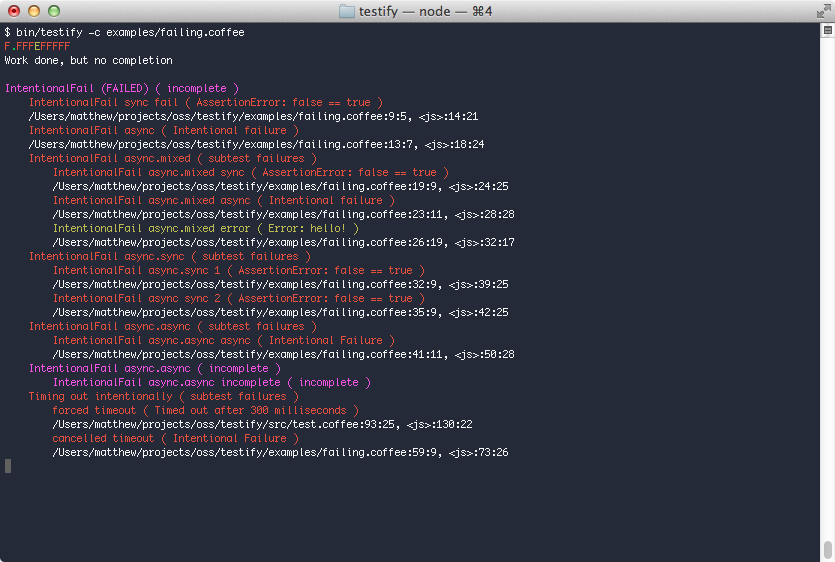 testify — node — ⌘4
$ bin/testify -c examples/failing.coffee
F.FFFEFFFFF
Work done, but no completion
IntentionalFail (FAILED) ( incomplete )
IntentionalFail sync fail ( AssertionError: false == true )
/Users/matthew/projects/oss/testify/examples/failing.coffee:9:5, <js>:14:21
IntentionalFail async ( Intentional failure )
/Users/matthew/projects/oss/testify/examples/failing.coffee:13:7, <js>:18:24
IntentionalFail async.mixed ( subtest failures )
IntentionalFail async.mixed sync ( AssertionError: false == true )
/Users/matthew/projects/oss/testify/examples/failing.coffee:19:9, <js>:24:25
IntentionalFail async.mixed async ( Intentional failure )
/Users/matthew/projects/oss/testify/examples/failing.coffee:23:11, <js>:28:28
IntentionalFail async.mixed error ( Error: hello! )
/Users/matthew/projects/oss/testify/examples/failing.coffee:26:19, <js>:32:17
IntentionalFail async.sync ( subtest failures )
IntentionalFail async.sync 1 ( AssertionError: false == true )
/Users/matthew/projects/oss/testify/examples/failing.coffee:32:9, <js>:39:25
IntentionalFail async sync 2 ( AssertionError: false == true )
/Users/matthew/projects/oss/testify/examples/failing.coffee:35:9, <js>:42:25
IntentionalFail async.async ( subtest failures )
IntentionalFail async.async async ( Intentional Failure )
/Users/matthew/projects/oss/testify/examples/failing.coffee:41:11, <js>:50:28
IntentionalFail async.async ( incomplete )
IntentionalFail async.async incomplete ( incomplete )
Timing out intentionally ( subtest failures )
forced timeout ( Timed out after 300 milliseconds )
/Users/matthew/projects/oss/testify/src/test.coffee:93:25, <js>:130:22
cancelled timeout ( Intentional Failure )
/Users/matthew/projects/oss/testify/examples/failing.coffee:59:9, <js>:73:26